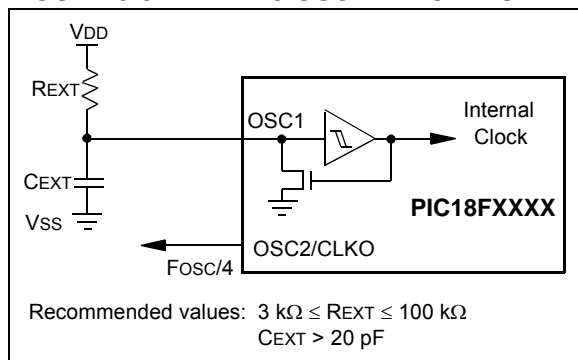 VDD
REXT
OSC1
Internal
Clock
CEXT
PIC18FXXXX
VSS
OSC2/CLKO
FOSC/4
Recommended values: 3 kΩ ≤ REXT ≤ 100 kΩ
CEXT > 20 pF